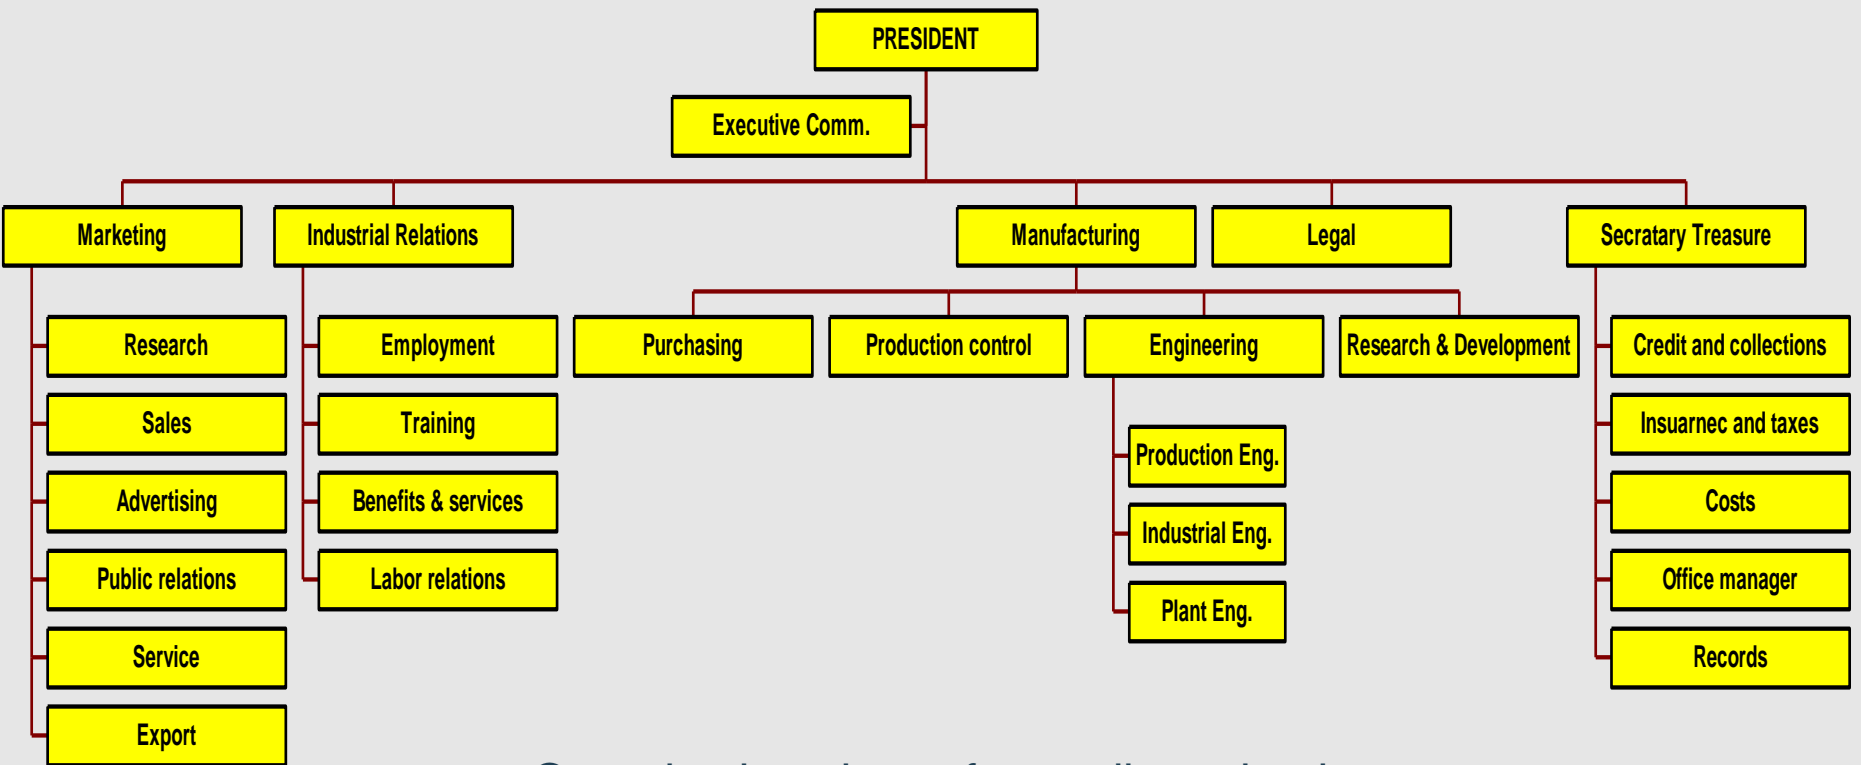 PRESIDENT
Executive Comm.
Marketing
Industrial Relations
Manufacturing
Legal
Secratary Treasure
Research
Employment
Purchasing
Production control
Engineering
Research & Development
Credit and collections
Sales
Training
Insuarnec and taxes
Production Eng.
Advertising
Benefits & services
Costs
Industrial Eng.
Public relations
Labor relations
Office manager
Plant Eng.
Service
Records
Export